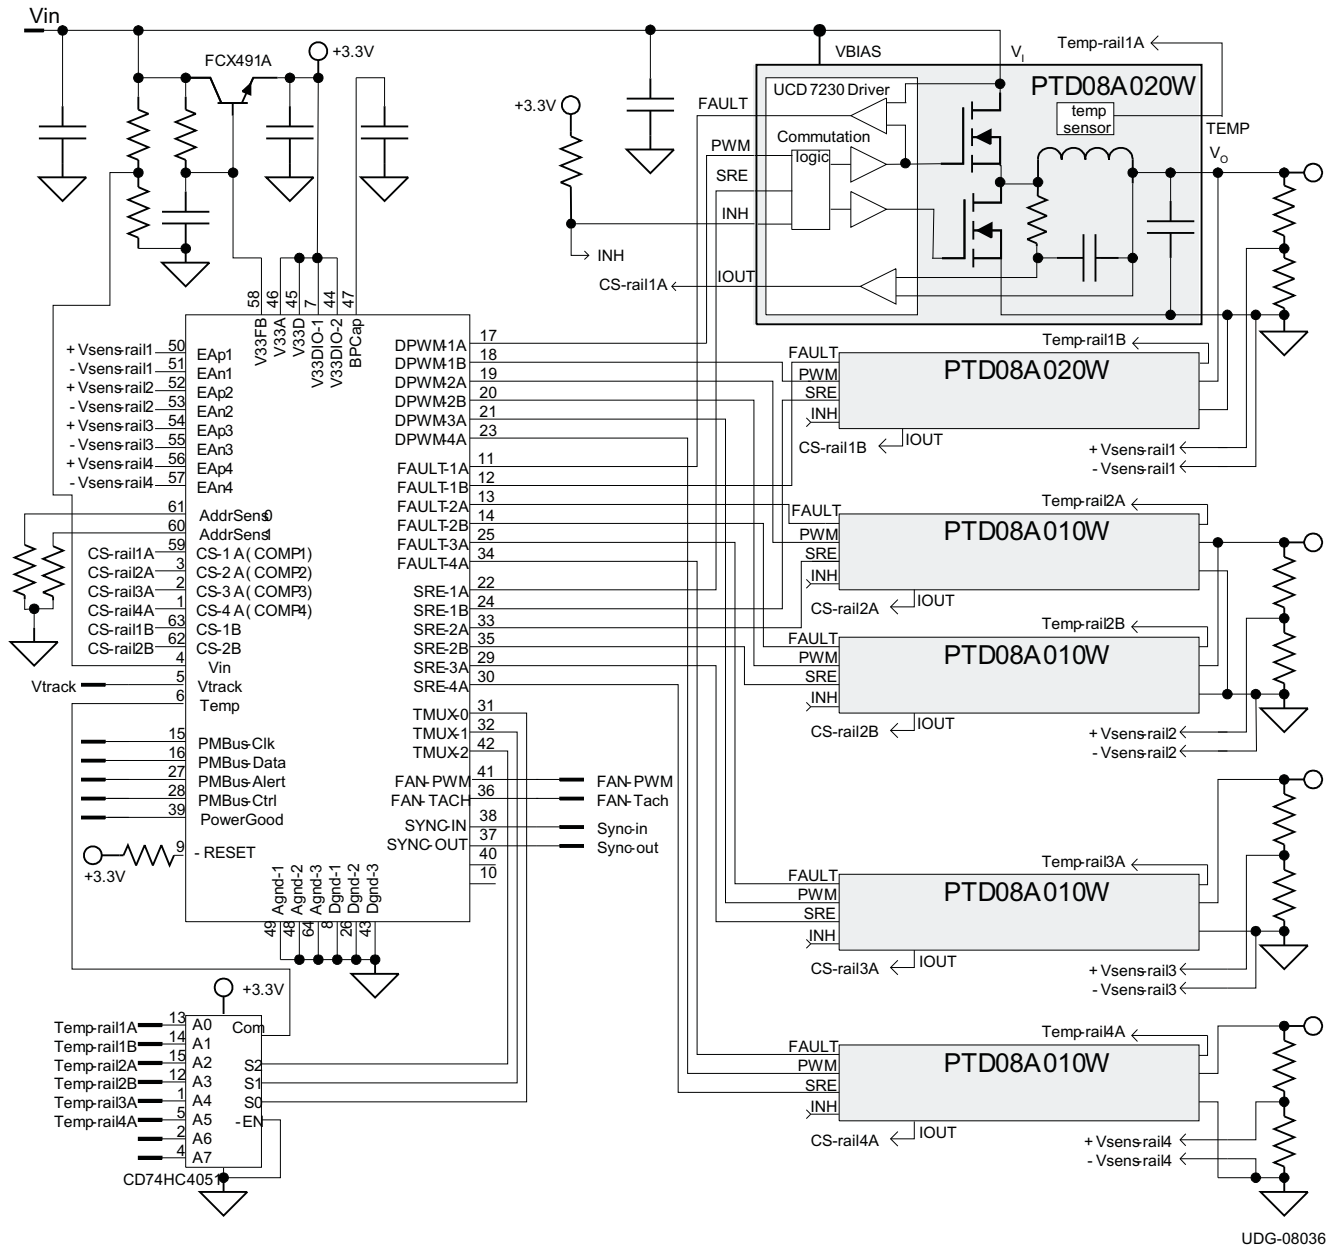 Vin
FCX491A
+3.3V
VBIAS
V_I
Temp-rail1A
PTD08A020W
UCD7230 Driver
temp
sensor
TEMP
V_O
FAULT
+3.3V
Commutation
logic
PWM
SRE
INH
INH
CS-rail1A
IOUT
58
46
45
7
44
47
V33FB
V33A
V33D
V33DIO-1
V33DIO-2
BPCap
+Vsens-rail1 50 EAp1
-Vsens-rail1 51 EAn1
+Vsens-rail2 52 EAp2
-Vsens-rail2 53 EAn2
+Vsens-rail3 54 EAp3
-Vsens-rail3 55 EAn3
+Vsens-rail4 56 EAp4
-Vsens-rail4 57 EAn4
61 AddrSens0
60 AddrSens1
CS-rail1A 59 CS-1A(COMP1)
CS-rail2A 3 CS-2A(COMP2)
CS-rail3A 2 CS-3A(COMP3)
CS-rail4A 1 CS-4A(COMP4)
CS-rail1B 63 CS-1B
CS-rail2B 62 CS-2B
4 Vin
Vtrack 5 Vtrack
6 Temp
15 PMBus-Clk
16 PMBus-Data
27 PMBus-Alert
28 PMBus-Ctrl
39 PowerGood
+3.3V
9 -RESET
DPWM-1A 17
DPWM-1B 18
DPWM-2A 19
DPWM-2B 20
DPWM-3A 21
DPWM-4A 23
FAULT-1A 11
FAULT-1B 12
FAULT-2A 13
FAULT-2B 14
FAULT-3A 25
FAULT-4A 34
SRE-1A 22
SRE-1B 24
SRE-2A 33
SRE-2B 35
SRE-3A 29
SRE-4A 30
TMUX-0 31
TMUX-1 32
TMUX-2 42
FAN-PWM 41 FAN-PWM
FAN-TACH 36 FAN-Tach
SYNC-IN 38 Sync-in
SYNC-OUT 37 Sync-out
40
10
Agnd-1
Agnd-2
Agnd-3
Dgnd-1
Dgnd-2
Dgnd-3
49
48
64
8
26
43
Temp-rail1B
FAULT
PTD08A020W
PWM
SRE
INH
CS-rail1B
IOUT
+Vsens-rail1
-Vsens-rail1
Temp-rail2A
FAULT
PTD08A010W
PWM
SRE
INH
CS-rail2A
IOUT
Temp-rail2B
FAULT
PTD08A010W
PWM
SRE
INH
CS-rail2B
IOUT
+Vsens-rail2
-Vsens-rail2
Temp-rail3A
FAULT
PTD08A010W
PWM
SRE
INH
CS-rail3A
IOUT
+Vsens-rail3
-Vsens-rail3
Temp-rail4A
FAULT
PTD08A010W
PWM
SRE
INH
CS-rail4A
IOUT
+Vsens-rail4
-Vsens-rail4
+3.3V
Temp-rail1A 13 A0
Temp-rail1B 14 A1
Temp-rail2A 15 A2
Temp-rail2B 12 A3
Temp-rail3A 1 A4
Temp-rail4A 5 A5
2 A6
4 A7
Com
S2
S1
S0
-EN
CD74HC4051
UDG-08036